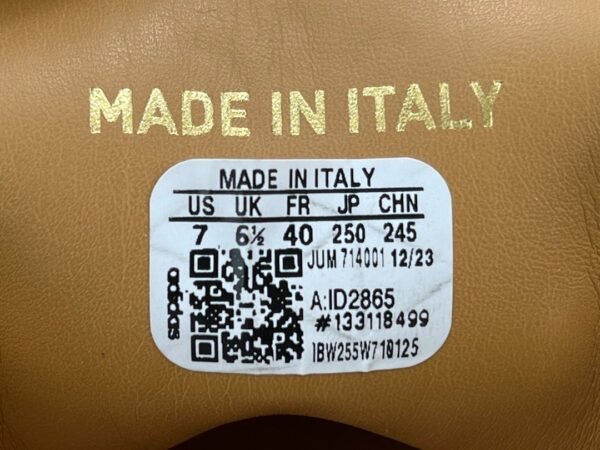 MADE IN ITALY
MADE IN ITALY
US UK FR JP CHN
7 6½ 40 250 245
JUM 714001 12/23
adidas
A:ID2865
#133118499
IBW255W710125